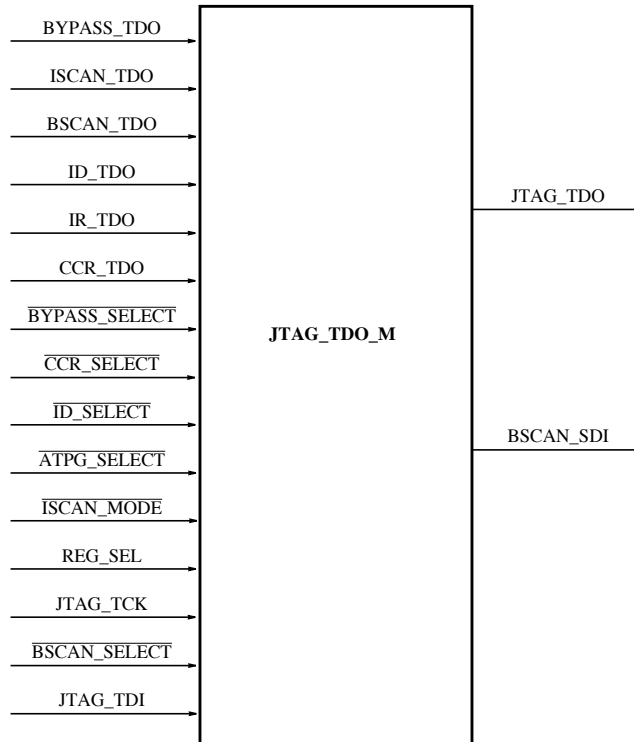 BYPASS_TDO
ISCAN_TDO
BSCAN_TDO
ID_TDO
IR_TDO
CCR_TDO
BYPASS_SELECT
CCR_SELECT
ID_SELECT
ATPG_SELECT
ISCAN_MODE
REG_SEL
JTAG_TCK
BSCAN_SELECT
JTAG_TDI
JTAG_TDO_M
JTAG_TDO
BSCAN_SDI